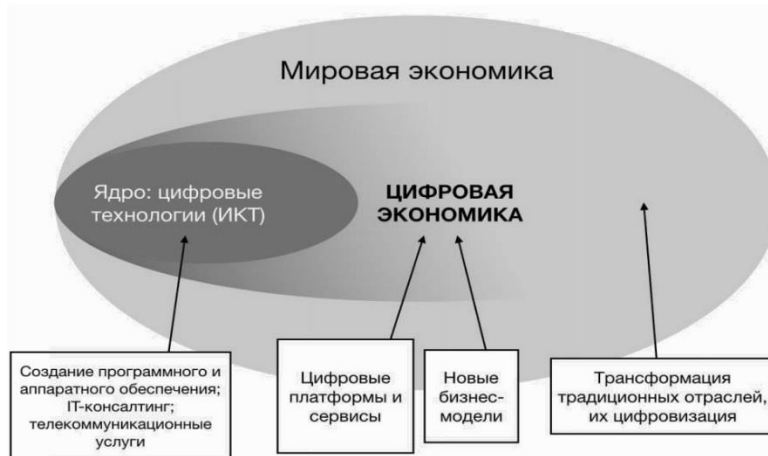 Мировая экономика
Ядро: цифровые
технологии (ИКТ)
ЦИФРОВАЯ
ЭКОНОМИКА
Создание программного и
аппаратного обеспечения;
IT-консалтинг;
телекоммуникационные
услуги
Цифровые
платформы и
сервисы
Новые
бизнес-
модели
Трансформация
традиционных отраслей,
их цифровизация